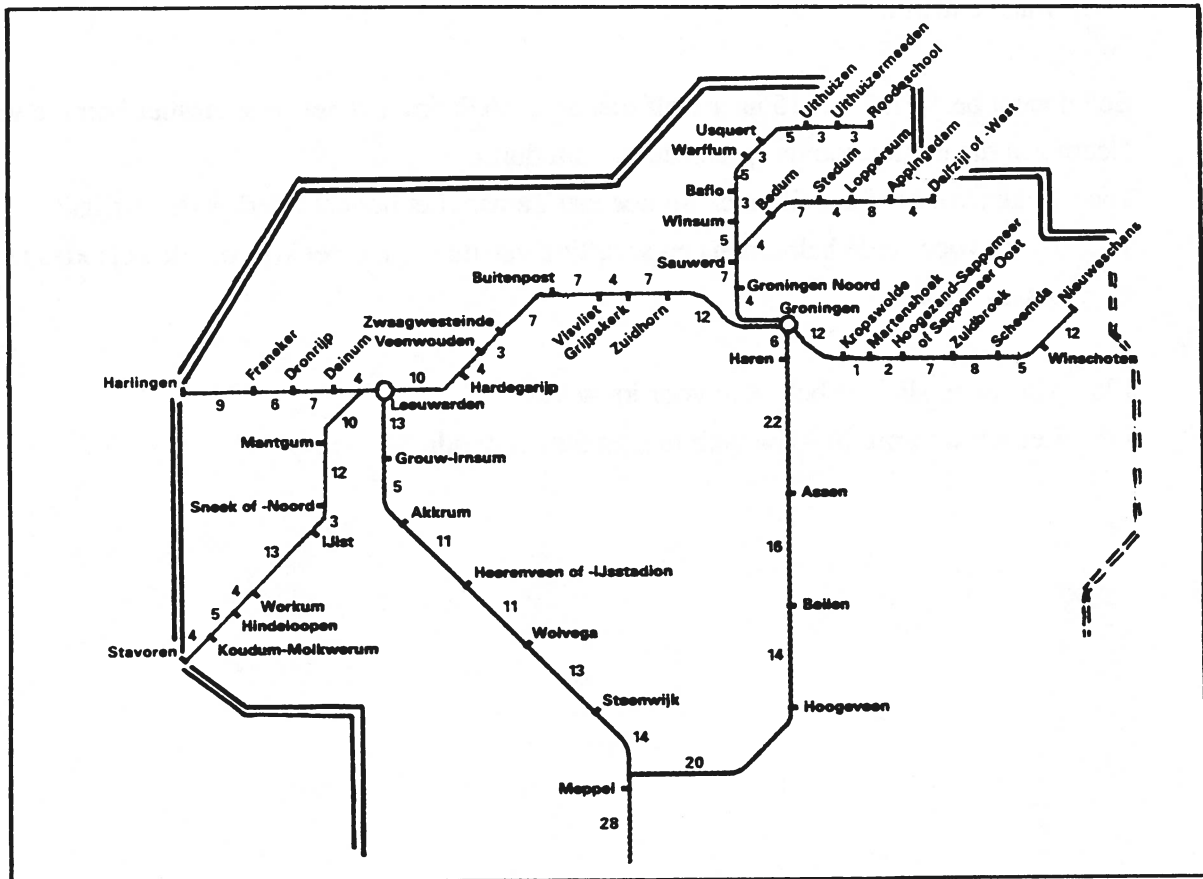 Uithuizen
Uithuizermeeden
Roodeschool
Usquert
Warffum
5
3
3
3
5
Baflo
3
Winsum
5
Sauwerd
7
Groningen Noord
4
Bedum
Stedum
Loppersum
Appingedam
Delfzijl of -West
4
7
4
8
4
Groningen
Buitenpost
7
4
7
Visvliet
Grijpskerk
Zuidhorn
12
Zwaagwesteinde
7
Veenwouden
3
4
Hardegarijp
10
Kropswolde
Martenshoek
Hoogezand-Sappemeer
of Sappemeer Oost
Zuidbroek
Scheemda
Nieuweschans
12
1
2
7
8
5
12
Winschoten
Harlingen
Franeker
Dronrijp
Deinum
9
6
7
4
Leeuwarden
10
13
Mantgum
12
Grouw-Irnsum
5
Sneek of -Noord
3
IJlst
13
Akkrum
11
4
Workum
5
Hindeloopen
4
Koudum-Molkwerum
Stavoren
Heerenveen of -IJsstadion
11
Wolvega
13
Steenwijk
14
6
Haren
22
Assen
16
Beilen
14
Hoogeveen
20
Meppel
28